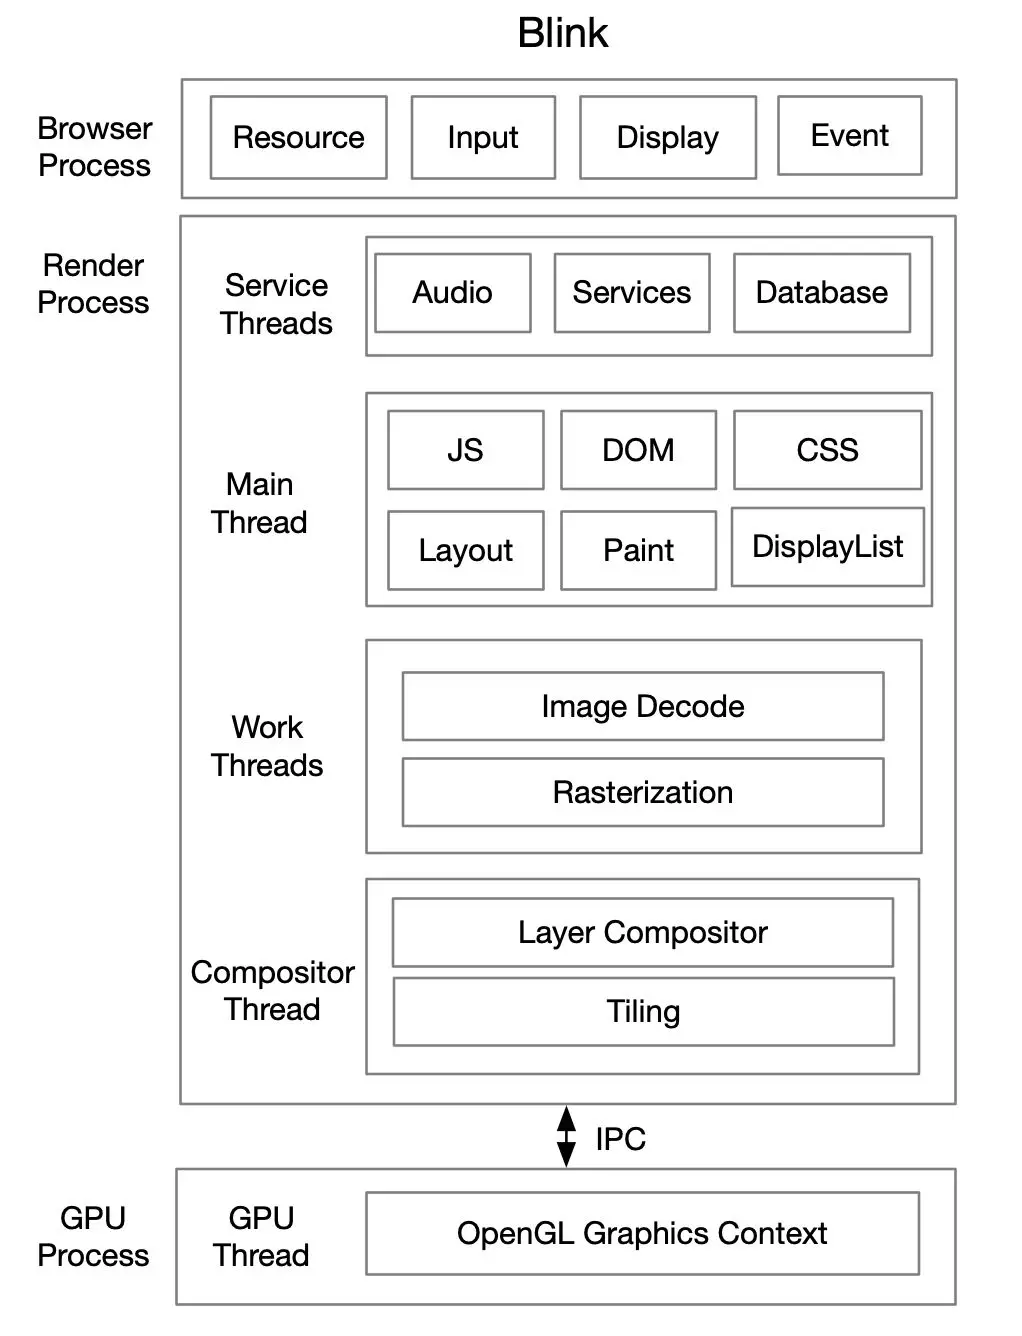 Blink
Browser
Process
Resource
Input
Display
Event
Render
Process
Service
Threads
Audio
Services
Database
Main
Thread
JS
DOM
CSS
Layout
Paint
DisplayList
Work
Threads
Image Decode
Rasterization
Compositor
Thread
Layer Compositor
Tiling
IPC
GPU
Process
GPU
Thread
OpenGL Graphics Context